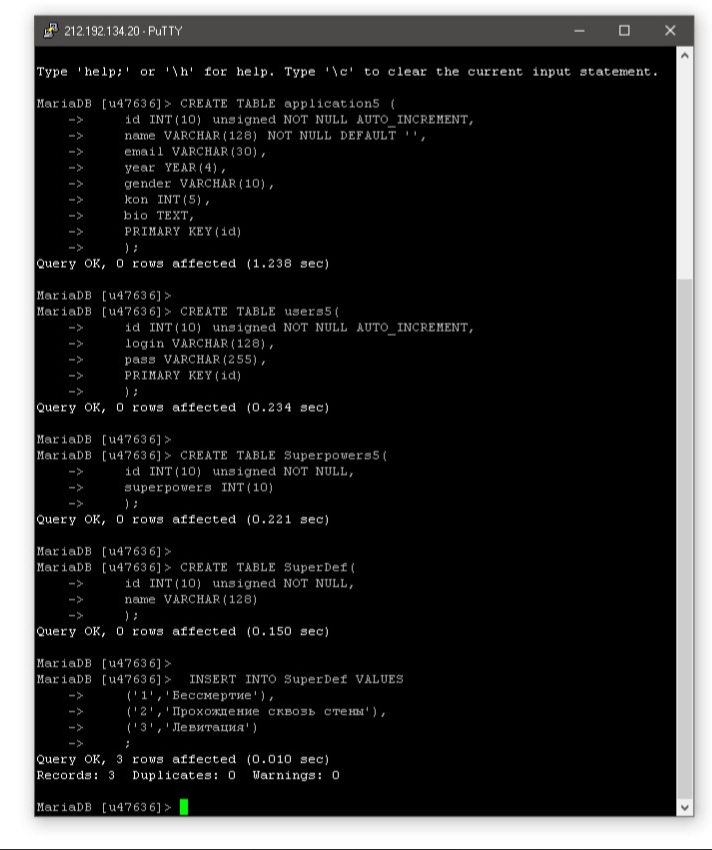 212.192.134.20 - PuTTY
Type 'help;' or '\h' for help. Type '\c' to clear the current input statement.
MariaDB [u47636]> CREATE TABLE application5 (
-> id INT(10) unsigned NOT NULL AUTO_INCREMENT,
-> name VARCHAR(128) NOT NULL DEFAULT '',
-> email VARCHAR(30),
-> year YEAR(4),
-> gender VARCHAR(10),
-> kon INT(5),
-> bio TEXT,
-> PRIMARY KEY(id)
-> );
Query OK, 0 rows affected (1.238 sec)
MariaDB [u47636]>
MariaDB [u47636]> CREATE TABLE users5(
-> id INT(10) unsigned NOT NULL AUTO_INCREMENT,
-> login VARCHAR(128),
-> pass VARCHAR(255),
-> PRIMARY KEY(id)
-> );
Query OK, 0 rows affected (0.234 sec)
MariaDB [u47636]>
MariaDB [u47636]> CREATE TABLE Superpowers5(
-> id INT(10) unsigned NOT NULL,
-> superpowers INT(10)
-> );
Query OK, 0 rows affected (0.221 sec)
MariaDB [u47636]>
MariaDB [u47636]> CREATE TABLE SuperDef(
-> id INT(10) unsigned NOT NULL,
-> name VARCHAR(128)
-> );
Query OK, 0 rows affected (0.150 sec)
MariaDB [u47636]>
MariaDB [u47636]> INSERT INTO SuperDef VALUES
-> ('1','Бессмертие'),
-> ('2','Прохождение сквозь стены'),
-> ('3','Левитация')
-> ;
Query OK, 3 rows affected (0.010 sec)
Records: 3 Duplicates: 0 Warnings: 0
MariaDB [u47636]>